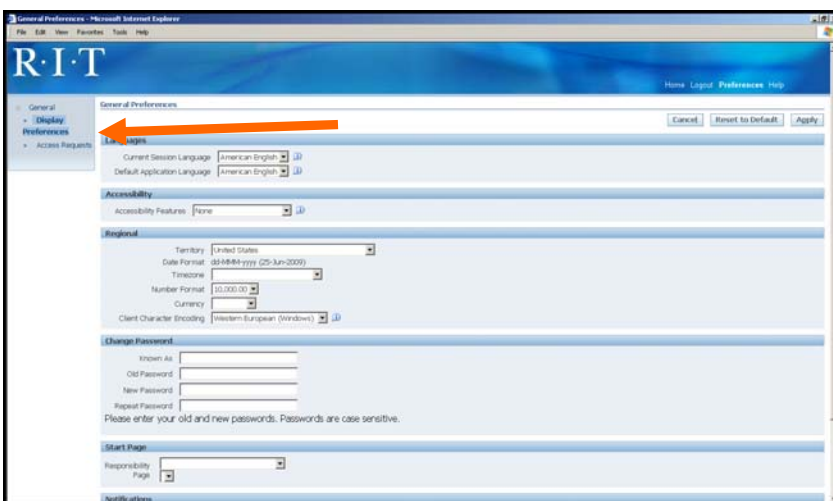 General Preferences - Microsoft Internet Explorer
File Edit View Favorites Tools Help
R·I·T
Home Logout Preferences Help
General
Display
Preferences
Access Requests
General Preferences
Cancel Reset to Default Apply
Languages
Current Session Language American English
Default Application Language American English
Accessibility
Accessibility Features None
Regional
Territory United States
Date Format dd-MMM-yyyy (25-Jun-2009)
Timezone
Number Format 10,000.00
Currency
Client Character Encoding Western European (Windows)
Change Password
Known As
Old Password
New Password
Repeat Password
Please enter your old and new passwords. Passwords are case sensitive.
Start Page
Responsibility
Page
Notifications